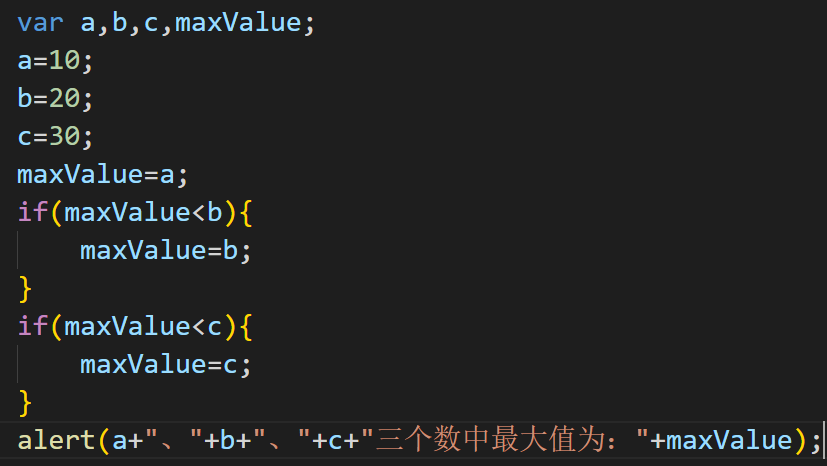 var a,b,c,maxValue;
a=10;
b=20;
c=30;
maxValue=a;
if(maxValue<b){
    maxValue=b;
}
if(maxValue<c){
    maxValue=c;
}
alert(a+"、"+b+"、"+c+"三个数中最大值为："+maxValue);